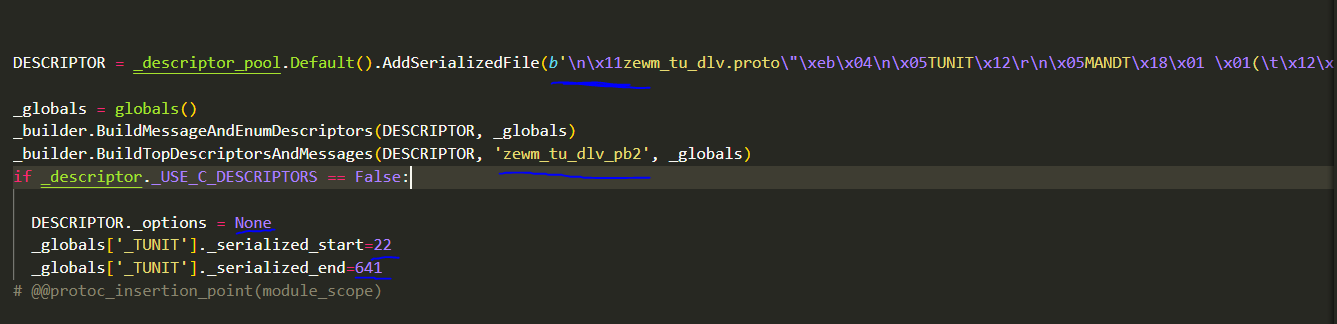 DESCRIPTOR = _descriptor_pool.Default().AddSerializedFile(b'\n\x11zewm_tu_dlv.proto\"\xeb\x04\n\x05TUNIT\x12\r\n\x05MANDT\x18\x01 \x01(\t\x12\x
_globals = globals()
_builder.BuildMessageAndEnumDescriptors(DESCRIPTOR, _globals)
_builder.BuildTopDescriptorsAndMessages(DESCRIPTOR, 'zewm_tu_dlv_pb2', _globals)
if _descriptor._USE_C_DESCRIPTORS == False:
DESCRIPTOR._options = None
_globals['_TUNIT']._serialized_start=22
_globals['_TUNIT']._serialized_end=641
# @@protoc_insertion_point(module_scope)